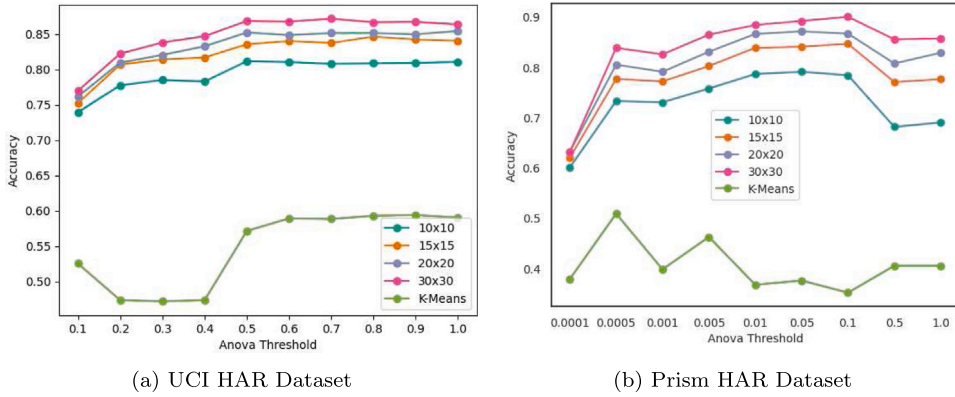 0.85
0.80
0.75
0.70
0.65
0.60
0.55
0.50
Accuracy
10x10
15x15
20x20
30x30
K-Means
0.1 0.2 0.3 0.4 0.5 0.6 0.7 0.8 0.9 1.0
Anova Threshold
(a) UCI HAR Dataset
0.9
0.8
0.7
0.6
0.5
0.4
Accuracy
10x10
15x15
20x20
30x30
K-Means
0.0001 0.0005 0.001 0.005 0.01 0.05 0.1 0.5 1.0
Anova Threshold
(b) Prism HAR Dataset